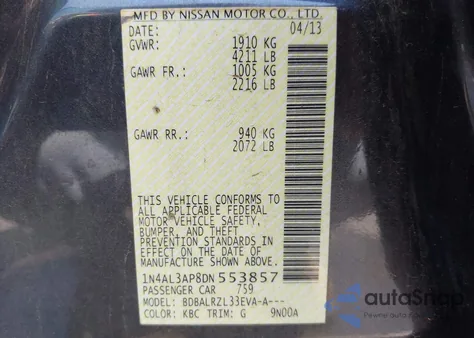 MFD BY NISSAN MOTOR CO., LTD.
DATE: 04/13
GVWR: 1910 KG
4211 LB
GAWR FR.: 1005 KG
2216 LB
GAWR RR.: 940 KG
2072 LB
THIS VEHICLE CONFORMS TO
ALL APPLICABLE FEDERAL
MOTOR VEHICLE SAFETY,
BUMPER, AND THEFT
PREVENTION STANDARDS IN
EFFECT ON THE DATE OF
MANUFACTURE SHOWN ABOVE.
1N4AL3AP8DN 553857
PASSENGER CAR 759
MODEL: BDBALRZL33EVA-A---
COLOR: KBC TRIM: G 9N00A
autoSnap